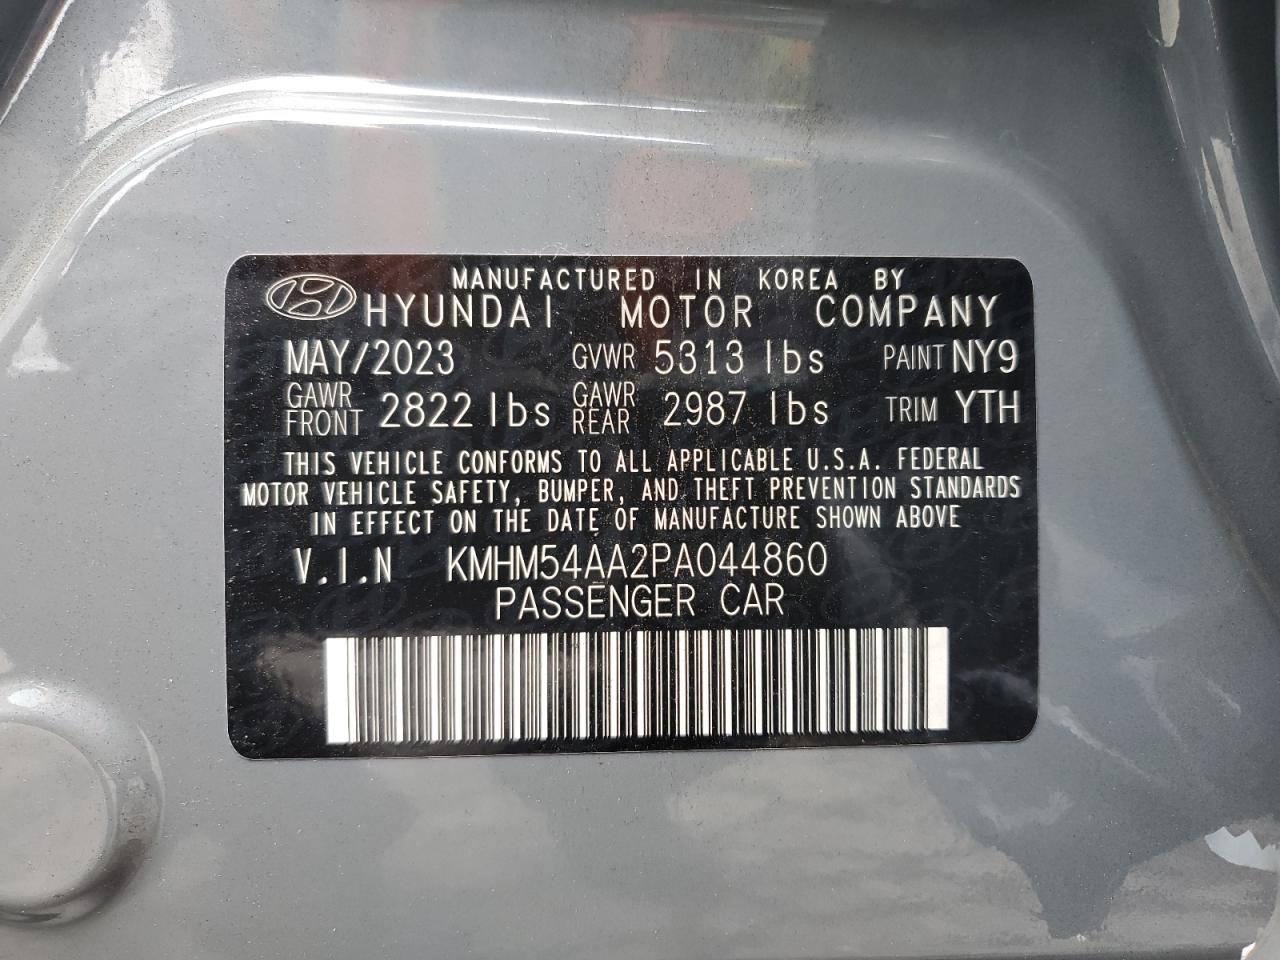 MANUFACTURED IN KOREA BY
HYUNDAI MOTOR COMPANY
MAY/2023 GVWR 5313 lbs PAINT NY9
GAWR FRONT 2822 lbs GAWR REAR 2987 lbs TRIM YTH
THIS VEHICLE CONFORMS TO ALL APPLICABLE U.S.A. FEDERAL
MOTOR VEHICLE SAFETY, BUMPER, AND THEFT PREVENTION STANDARDS
IN EFFECT ON THE DATE OF MANUFACTURE SHOWN ABOVE
V.I.N KMHM54AA2PA044860
PASSENGER CAR